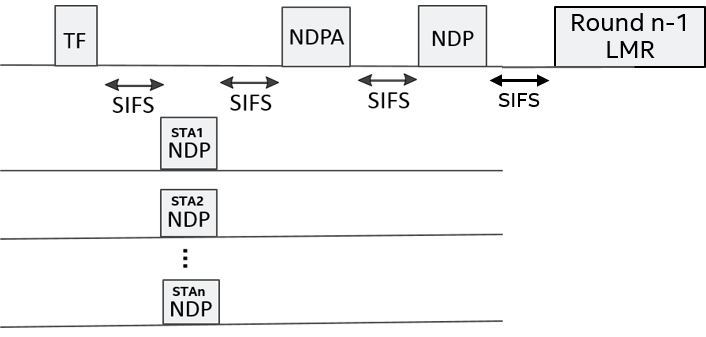 TF
NDPA
NDP
Round n-1
LMR
SIFS
SIFS
SIFS
SIFS
STA1
NDP
STA2
NDP
⋮
STAn
NDP